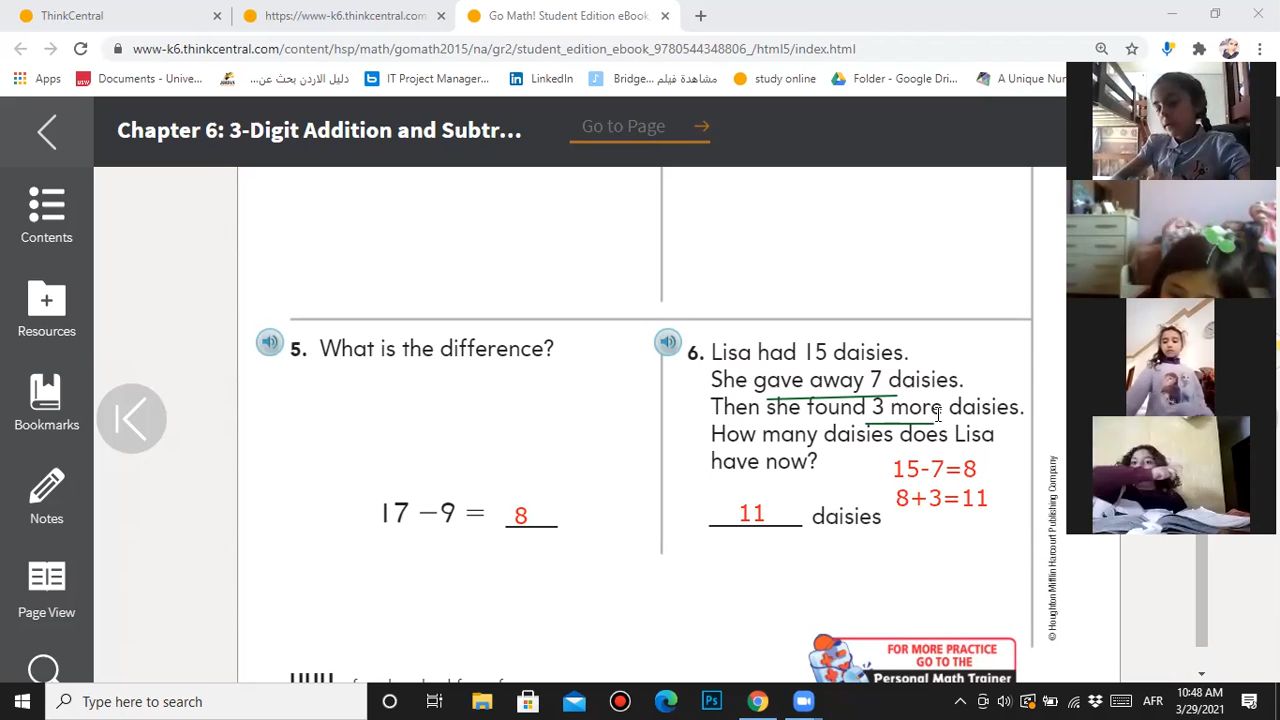 ThinkCentral
https://www-k6.thinkcentral.com
Go Math! Student Edition eBook
www-k6.thinkcentral.com/content/hsp/math/gomath2015/na/gr2/student_edition_ebook_9780544348806_/html5/index.html
Apps
Documents - Unive...
دليل الاردن بحث عن...
IT Project Manager...
LinkedIn
Bridge... مشاهدة فيلم
study online
Folder - Google Dri...
A Unique Num
Chapter 6: 3-Digit Addition and Subtr...
Go to Page
Contents
Resources
Bookmarks
Notes
Page View
5. What is the difference?
17 – 9 = 8
6. Lisa had 15 daisies.
She gave away 7 daisies.
Then she found 3 more daisies.
How many daisies does Lisa
have now?
15-7=8
8+3=11
11 daisies
© Houghton Mifflin Harcourt Publishing Company
FOR MORE PRACTICE
GO TO THE
Personal Math Trainer
Type here to search
AFR
10:48 AM
3/29/2021